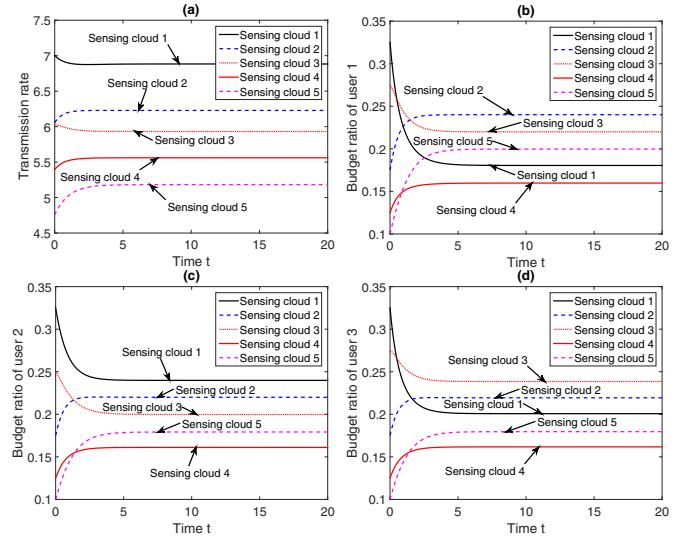 (a)
7.5
7
6.5
6
5.5
5
4.5
Transmission rate
Sensing cloud 1
Sensing cloud 2
Sensing cloud 3
Sensing cloud 4
Sensing cloud 5
Sensing cloud 1
Sensing cloud 2
Sensing cloud 3
Sensing cloud 4
Sensing cloud 5
0 5 10 15 20
Time t
(b)
0.35
0.3
0.25
0.2
0.15
0.1
Budget ratio of user 1
Sensing cloud 1
Sensing cloud 2
Sensing cloud 3
Sensing cloud 4
Sensing cloud 5
Sensing cloud 2
Sensing cloud 3
Sensing cloud 5
Sensing cloud 1
Sensing cloud 4
0 5 10 15 20
Time t
(c)
0.35
0.3
0.25
0.2
0.15
0.1
Budget ratio of user 2
Sensing cloud 1
Sensing cloud 2
Sensing cloud 3
Sensing cloud 4
Sensing cloud 5
Sensing cloud 1
Sensing cloud 2
Sensing cloud 3
Sensing cloud 5
Sensing cloud 4
0 5 10 15 20
Time t
(d)
0.35
0.3
0.25
0.2
0.15
0.1
Budget ratio of user 3
Sensing cloud 1
Sensing cloud 2
Sensing cloud 3
Sensing cloud 4
Sensing cloud 5
Sensing cloud 3
Sensing cloud 2
Sensing cloud 1
Sensing cloud 5
Sensing cloud 4
0 5 10 15 20
Time t